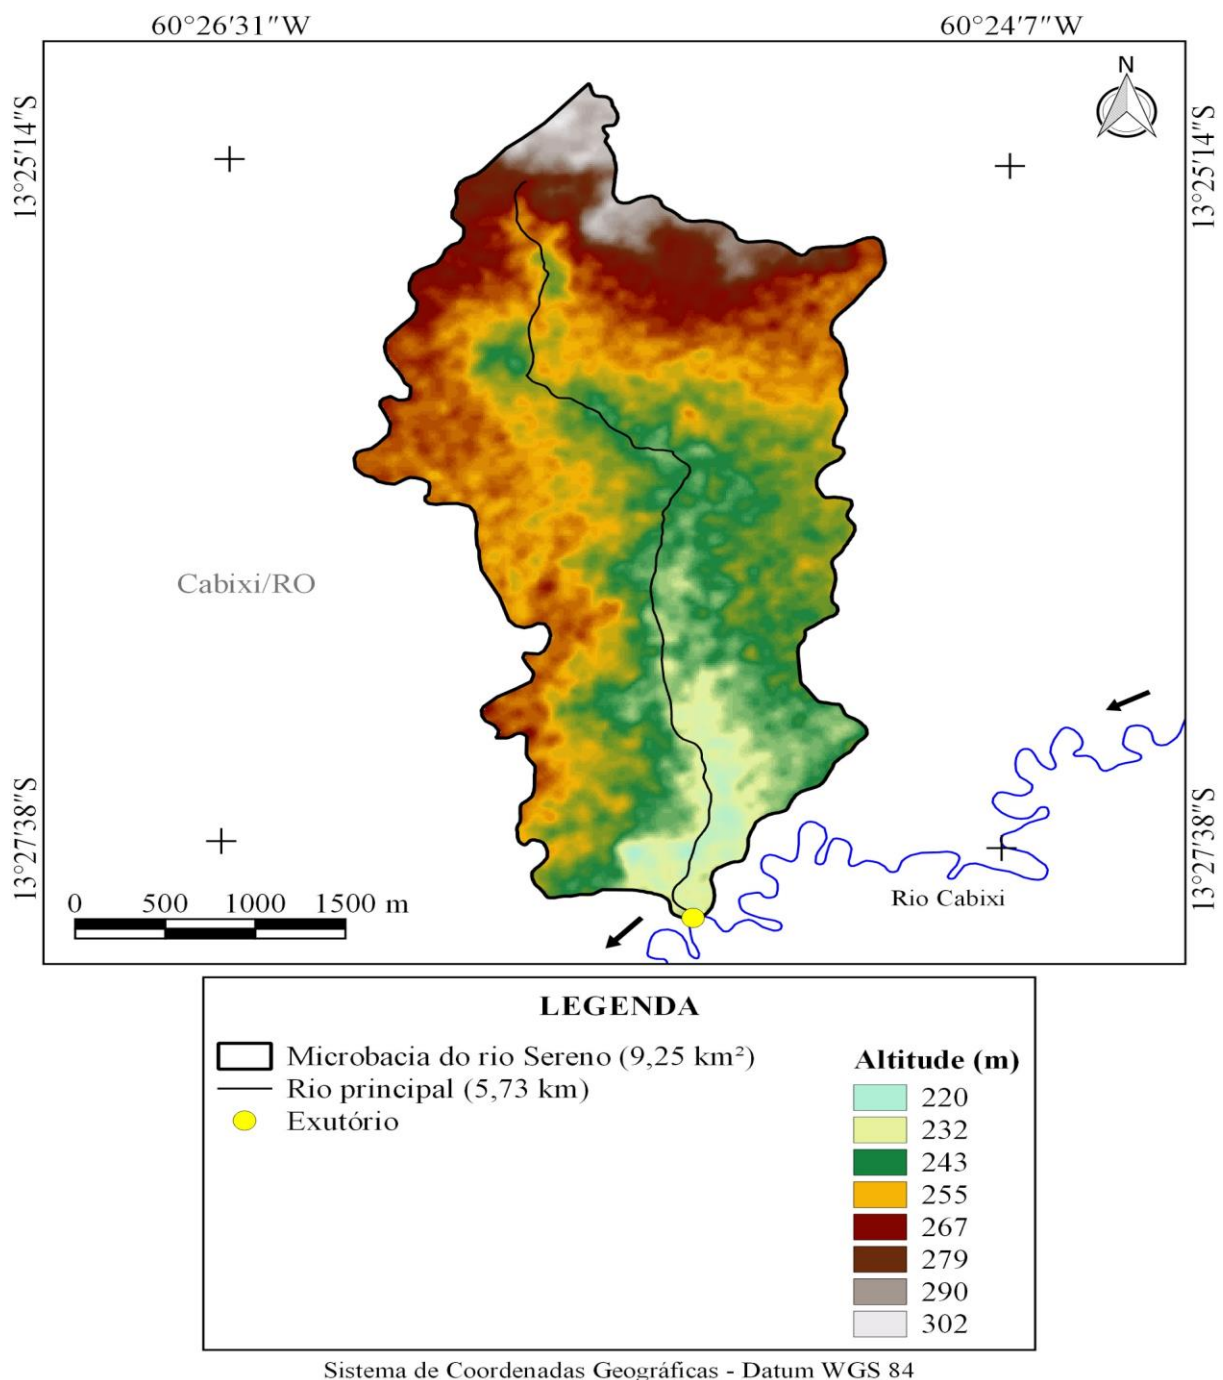 60°26'31"W 60°24'7"W
N
13°25'14"S 13°25'14"S
Cabixi/RO
13°27'38"S 13°27'38"S
Rio Cabixi
0 500 1000 1500 m
LEGENDA
Microbacia do rio Sereno (9,25 km²)
Rio principal (5,73 km)
Exutório
Altitude (m)
220
232
243
255
267
279
290
302
Sistema de Coordenadas Geográficas - Datum WGS 84